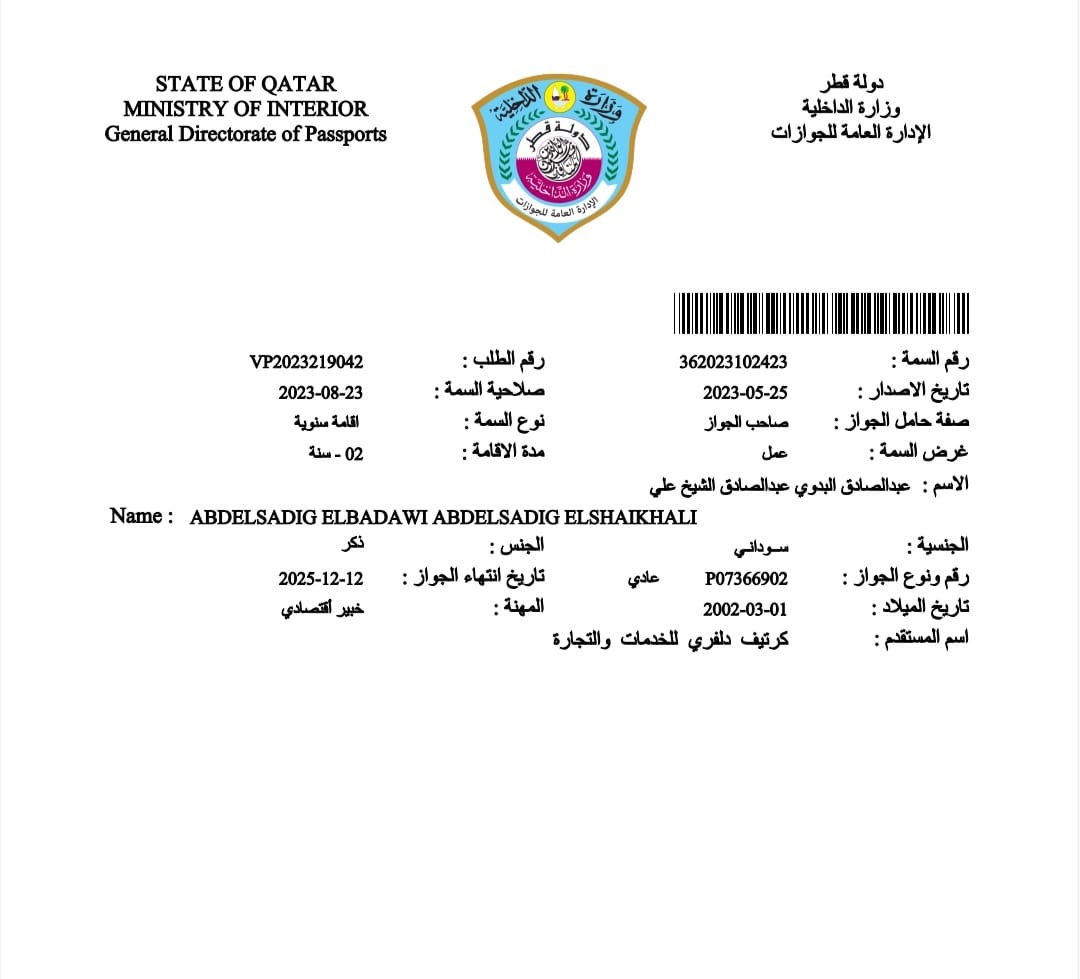 STATE OF QATAR
MINISTRY OF INTERIOR
General Directorate of Passports
دولة قطر
وزارة الداخلية
الإدارة العامة للجوازات
وزارة الداخلية
دولة قطر
وزارة الداخلية
الإدارة العامة للجوازات
رقم السمة : 362023102423 رقم الطلب : VP2023219042
تاريخ الاصدار : 2023-05-25 صلاحية السمة : 2023-08-23
صفة حامل الجواز : صاحب الجواز نوع السمة : اقامة سنوية
غرض السمة : عمل مدة الاقامة : 02 - سنة
الاسم : عبدالصادق البدوي عبدالصادق الشيخ علي
Name : ABDELSADIG ELBADAWI ABDELSADIG ELSHAIKHALI
الجنسية : سوداني الجنس : ذكر
رقم ونوع الجواز : P07366902 عادي تاريخ انتهاء الجواز : 2025-12-12
تاريخ الميلاد : 2002-03-01 المهنة : خبير أقتصادي
اسم المستقدم : كرتيف دلفري للخدمات والتجارة